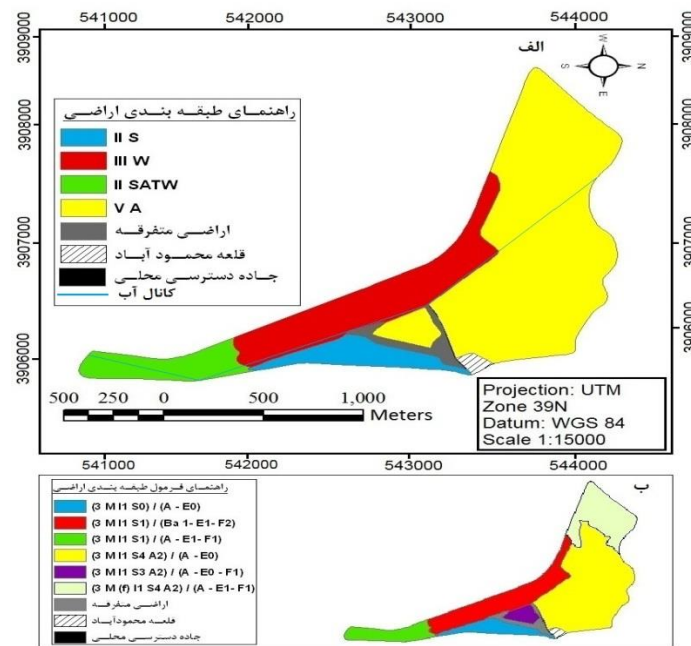 541000 542000 543000 544000
3909000
3908000
3907000
3906000
الف
W
S N
E
3909000
3908000
3907000
3906000
راهنمای طبقه بندی اراضی
II S
III W
II SATW
V A
اراضی متفرقه
قلعه محمود آباد
جاده دسترسی محلی
کانال آب
500 250 0 500 1,000
Meters
Projection: UTM
Zone 39N
Datum: WGS 84
Scale 1:15000
541000 542000 543000 544000
راهنمای فرمول طبقه بندی اراضی
(3 M I1 S0) / (A - E0)
(3 M I1 S1) / (Ba 1- E1- F2)
(3 M I1 S1) / (A - E1- F1)
(3 M I1 S4 A2) / (A - E0)
(3 M I1 S3 A2) / (A - E0 - F1)
(3 M (f) I1 S4 A2) / (A - E1- F1)
اراضی متفرقه
قلعه محمودآباد
جاده دسترسی محلی
ب